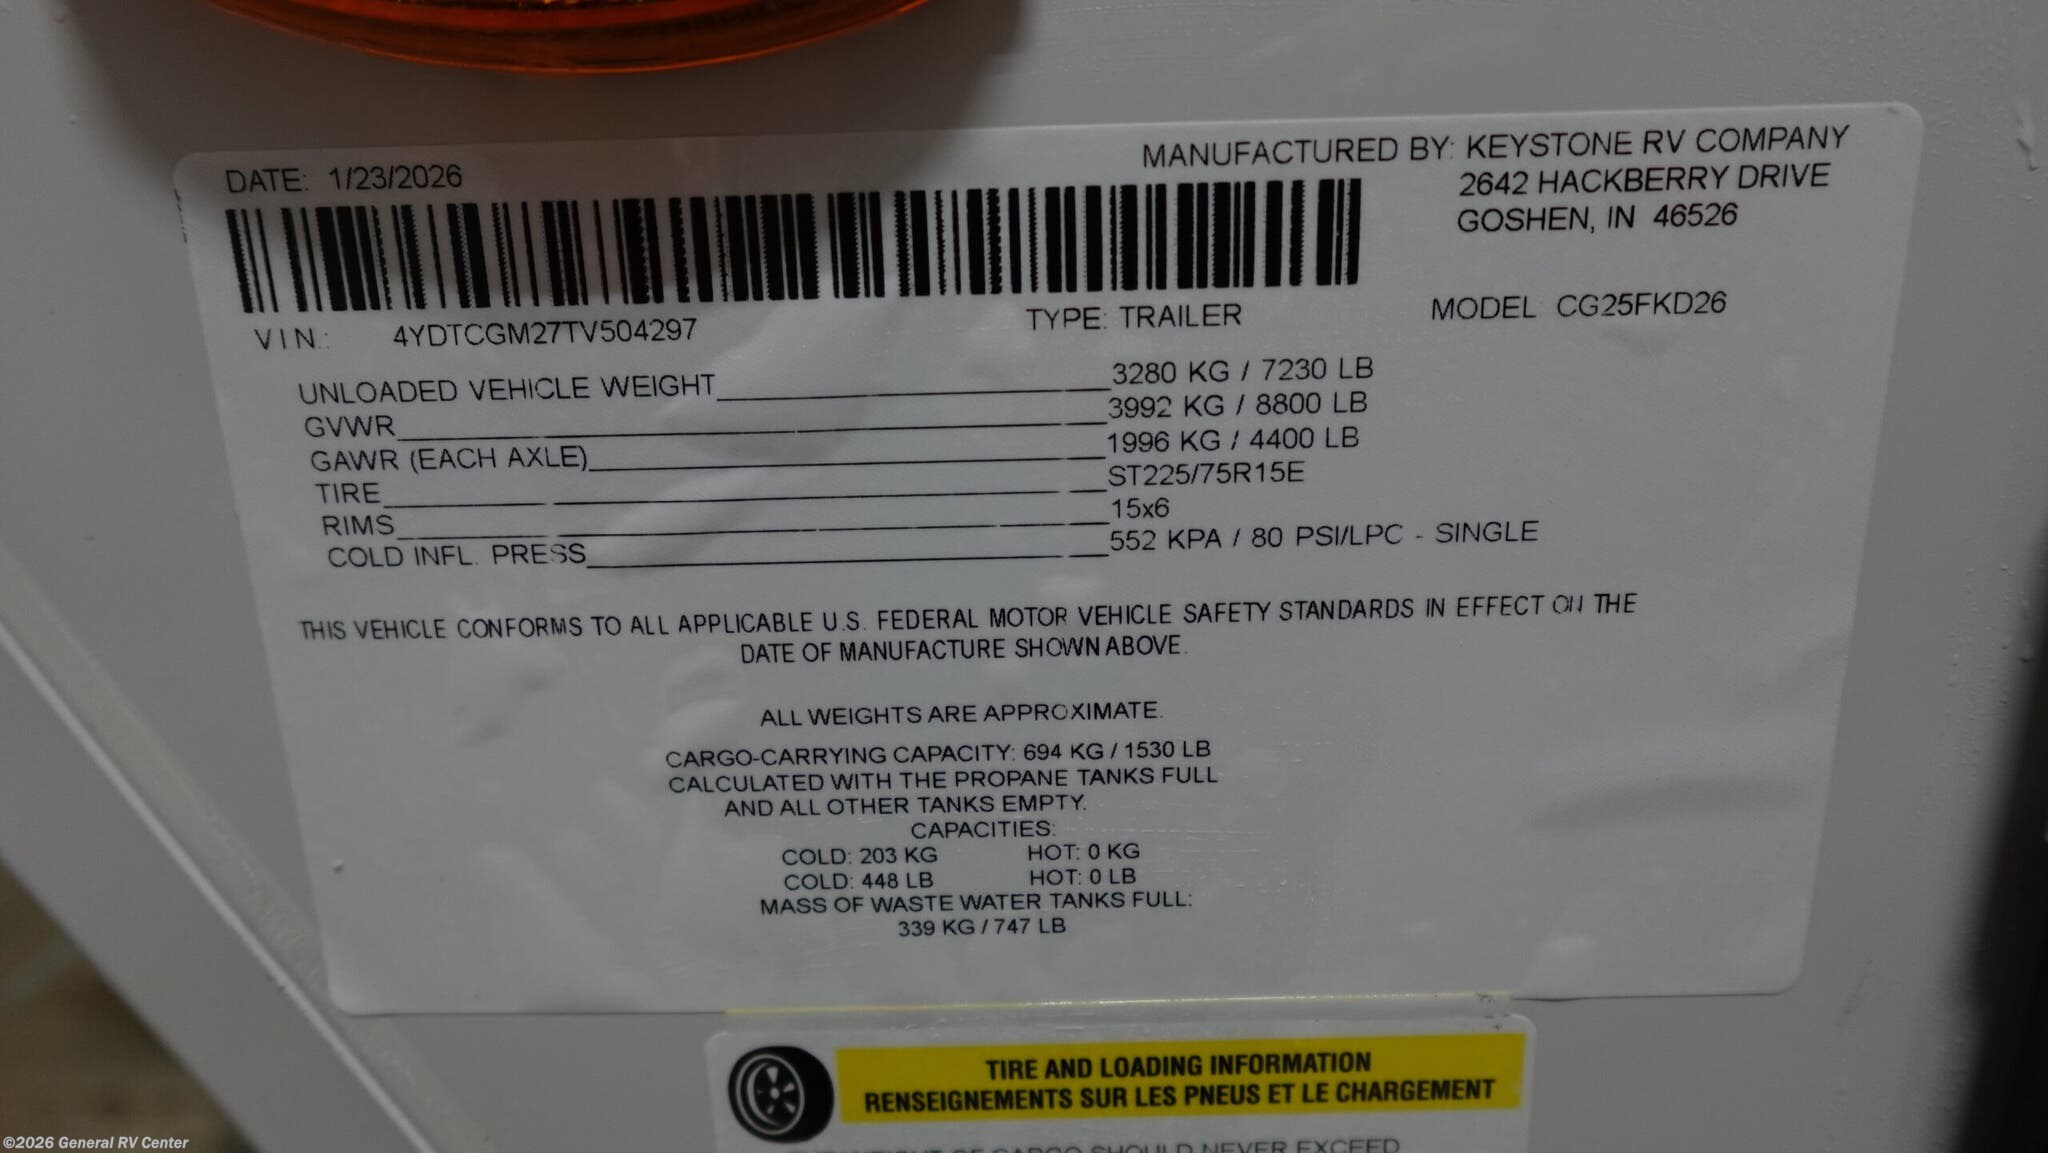 DATE: 1/23/2026
MANUFACTURED BY: KEYSTONE RV COMPANY
2642 HACKBERRY DRIVE
GOSHEN, IN 46526
VIN: 4YDTCGM27TV504297
TYPE: TRAILER
MODEL CG25FKD26
UNLOADED VEHICLE WEIGHT 3280 KG / 7230 LB
GVWR 3992 KG / 8800 LB
GAWR (EACH AXLE) 1996 KG / 4400 LB
TIRE ST225/75R15E
RIMS 15x6
COLD INFL. PRESS 552 KPA / 80 PSI/LPC - SINGLE
THIS VEHICLE CONFORMS TO ALL APPLICABLE U.S. FEDERAL MOTOR VEHICLE SAFETY STANDARDS IN EFFECT ON THE
DATE OF MANUFACTURE SHOWN ABOVE.
ALL WEIGHTS ARE APPROXIMATE.
CARGO-CARRYING CAPACITY: 694 KG / 1530 LB
CALCULATED WITH THE PROPANE TANKS FULL
AND ALL OTHER TANKS EMPTY.
CAPACITIES:
COLD: 203 KG HOT: 0 KG
COLD: 448 LB HOT: 0 LB
MASS OF WASTE WATER TANKS FULL:
339 KG / 747 LB
TIRE AND LOADING INFORMATION
RENSEIGNEMENTS SUR LES PNEUS ET LE CHARGEMENT
OF CARGO SHOULD NEVER EXCEED
©2026 General RV Center